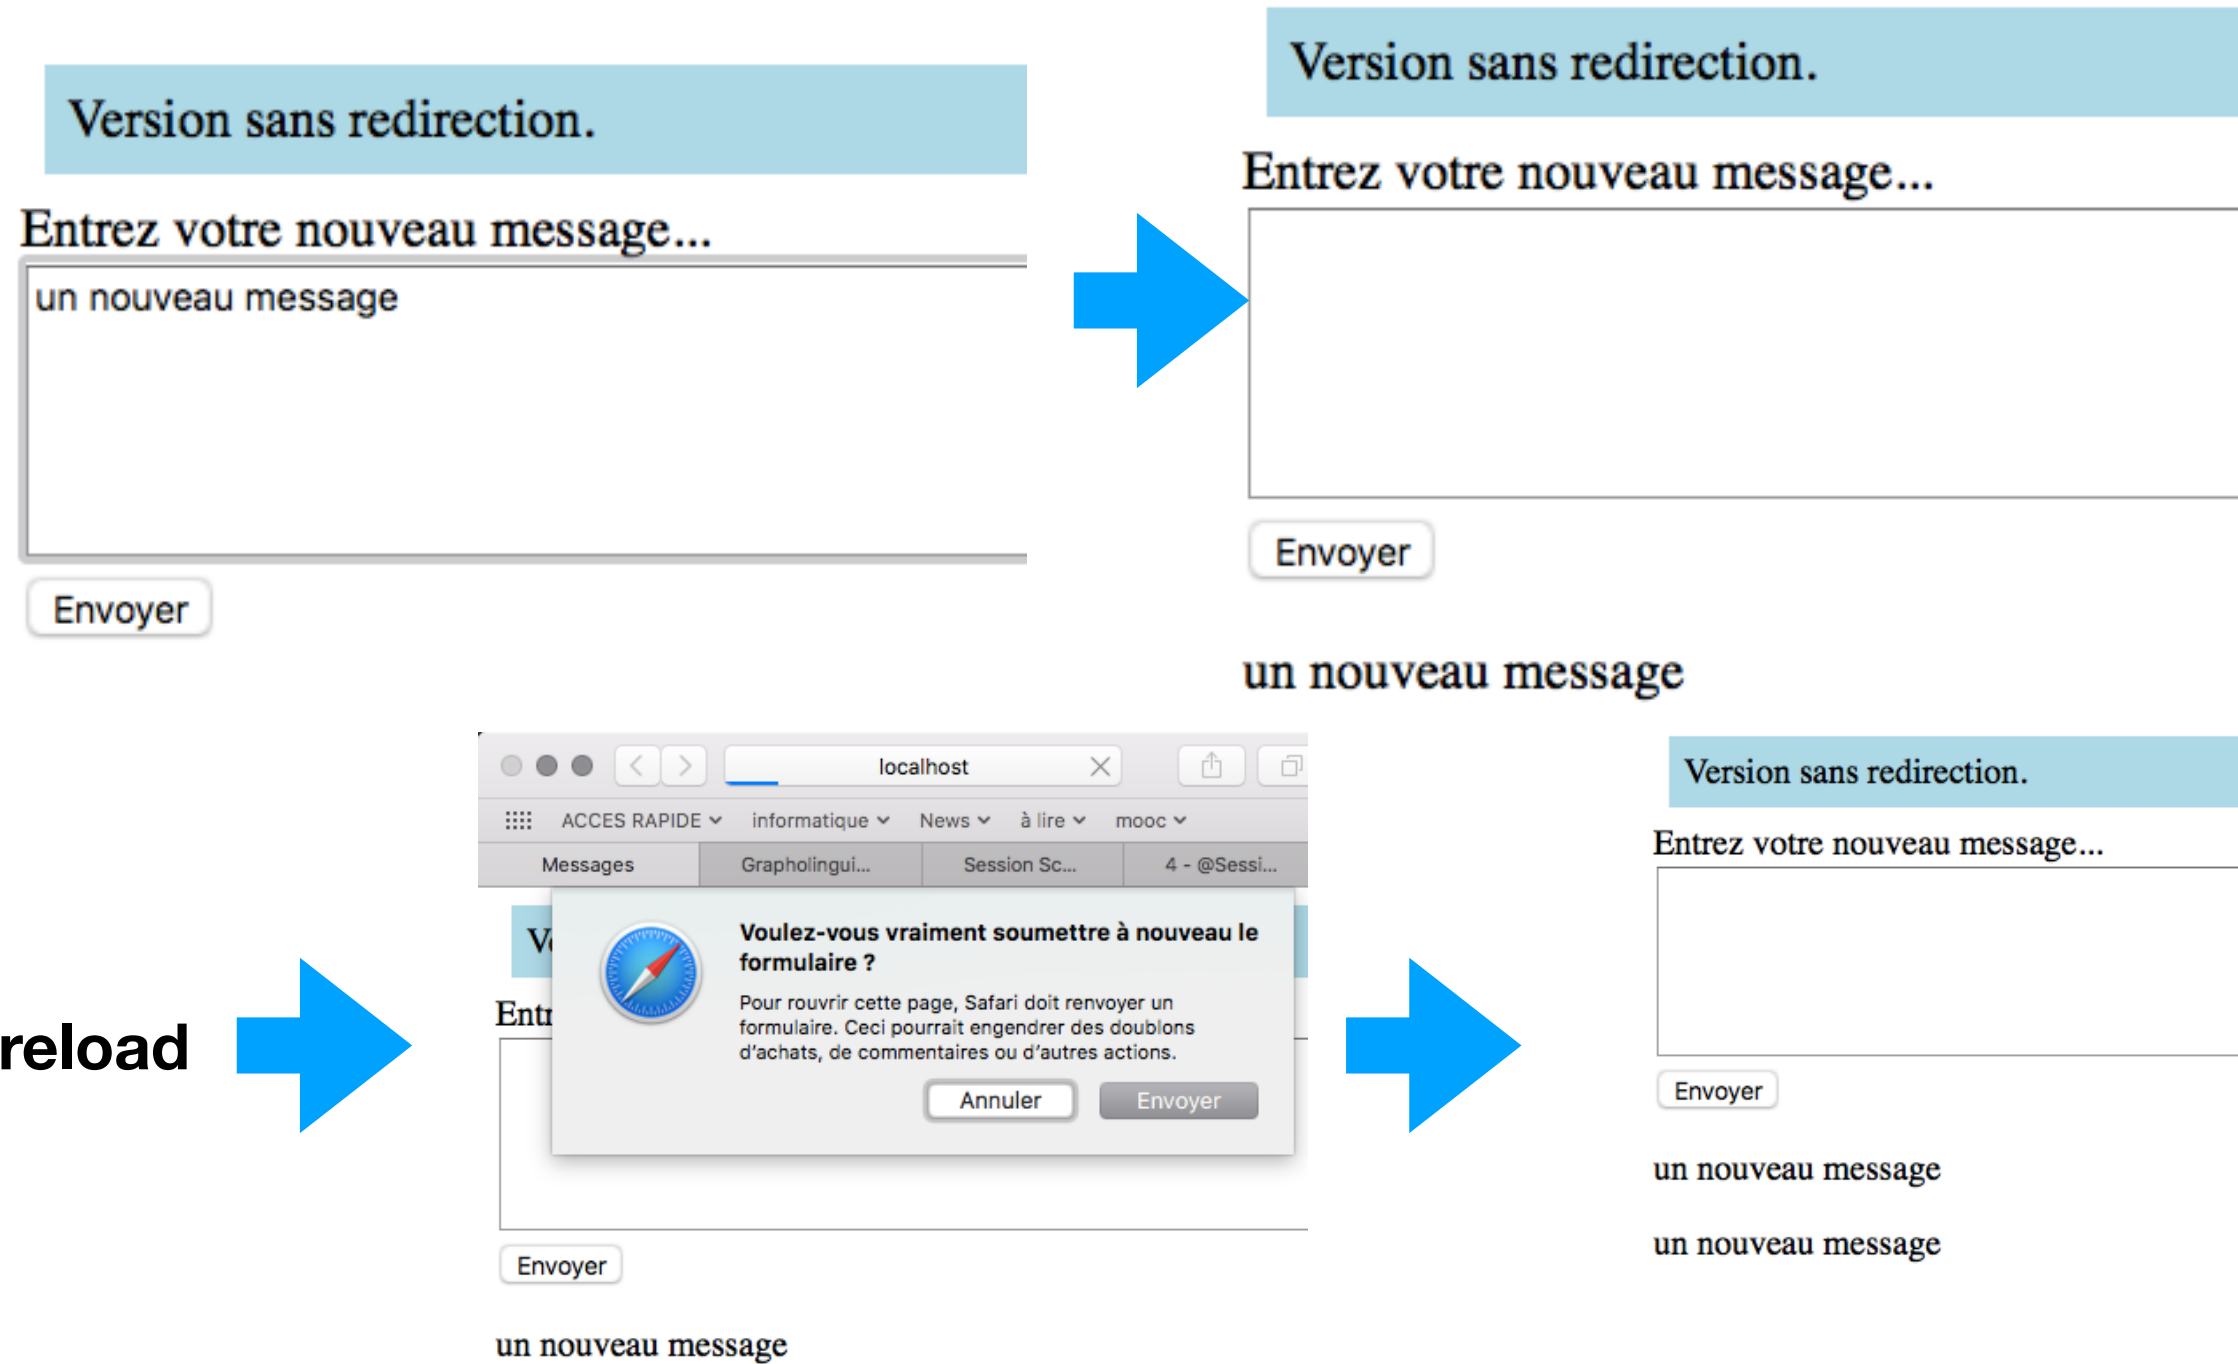 Version sans redirection.
Entrez votre nouveau message...
un nouveau message
Envoyer
Version sans redirection.
Entrez votre nouveau message...
Envoyer
un nouveau message
reload
localhost
ACCES RAPIDE informatique News à lire mooc
Messages Grapholingui... Session Sc... 4 - @Sessi...
Voulez-vous vraiment soumettre à nouveau le
formulaire ?
Pour rouvrir cette page, Safari doit renvoyer un
formulaire. Ceci pourrait engendrer des doublons
d'achats, de commentaires ou d'autres actions.
Annuler Envoyer
Entr
Envoyer
un nouveau message
Version sans redirection.
Entrez votre nouveau message...
Envoyer
un nouveau message
un nouveau message